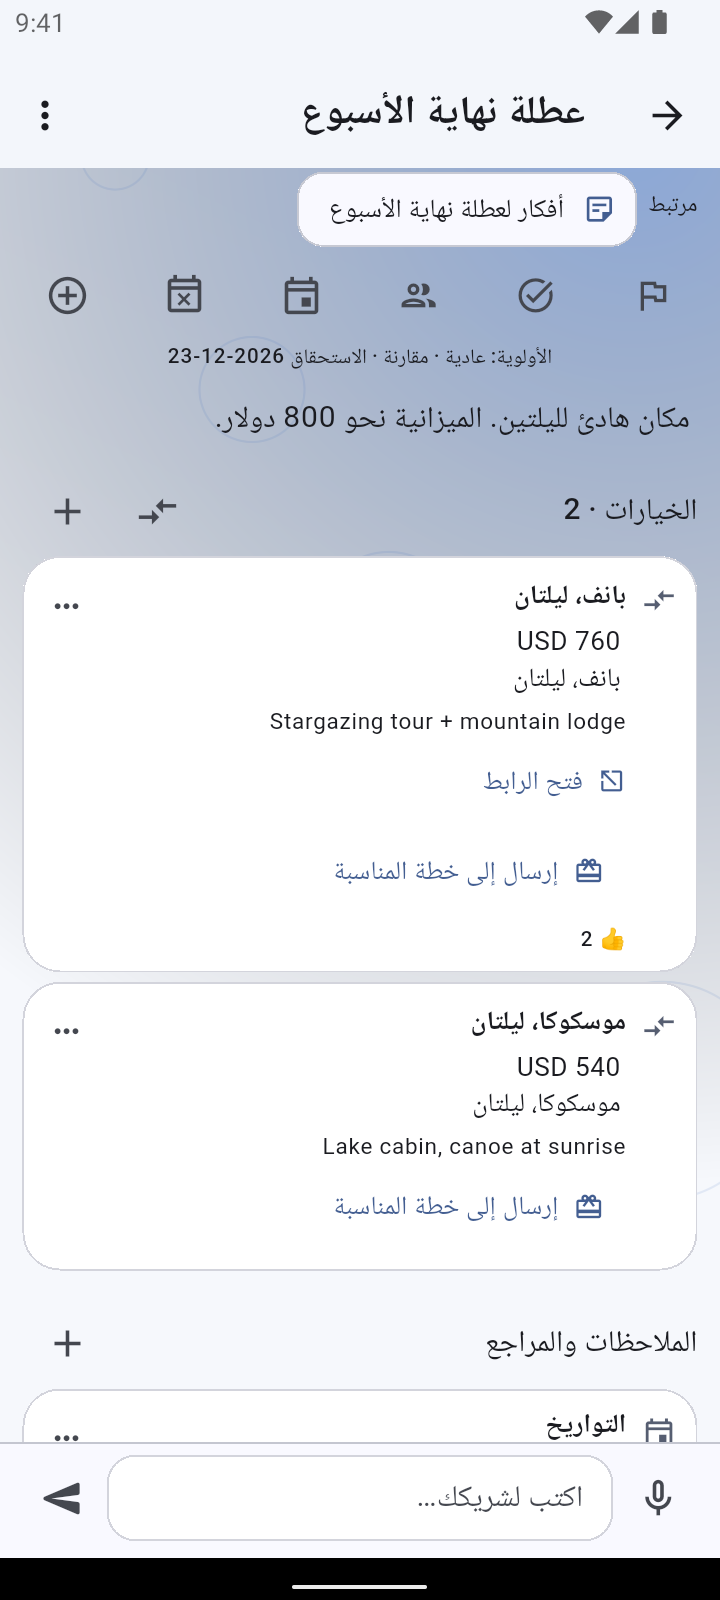 9:41
عطلة نهاية الأسبوع
مرتبط
أفكار لعطلة نهاية الأسبوع
الأولوية: عادية · مقارنة · الاستحقاق 2026-12-23
مكان هادئ لليلتين. الميزانية نحو 800 دولار.
الخيارات · 2
بانف، ليلتان
USD 760
بانف، ليلتان
Stargazing tour + mountain lodge
فتح الرابط
إرسال إلى خطة المناسبة
👍 2
موسكوكا، ليلتان
USD 540
موسكوكا، ليلتان
Lake cabin, canoe at sunrise
إرسال إلى خطة المناسبة
الملاحظات والمراجع
التواريخ
اكتب لشريكك...